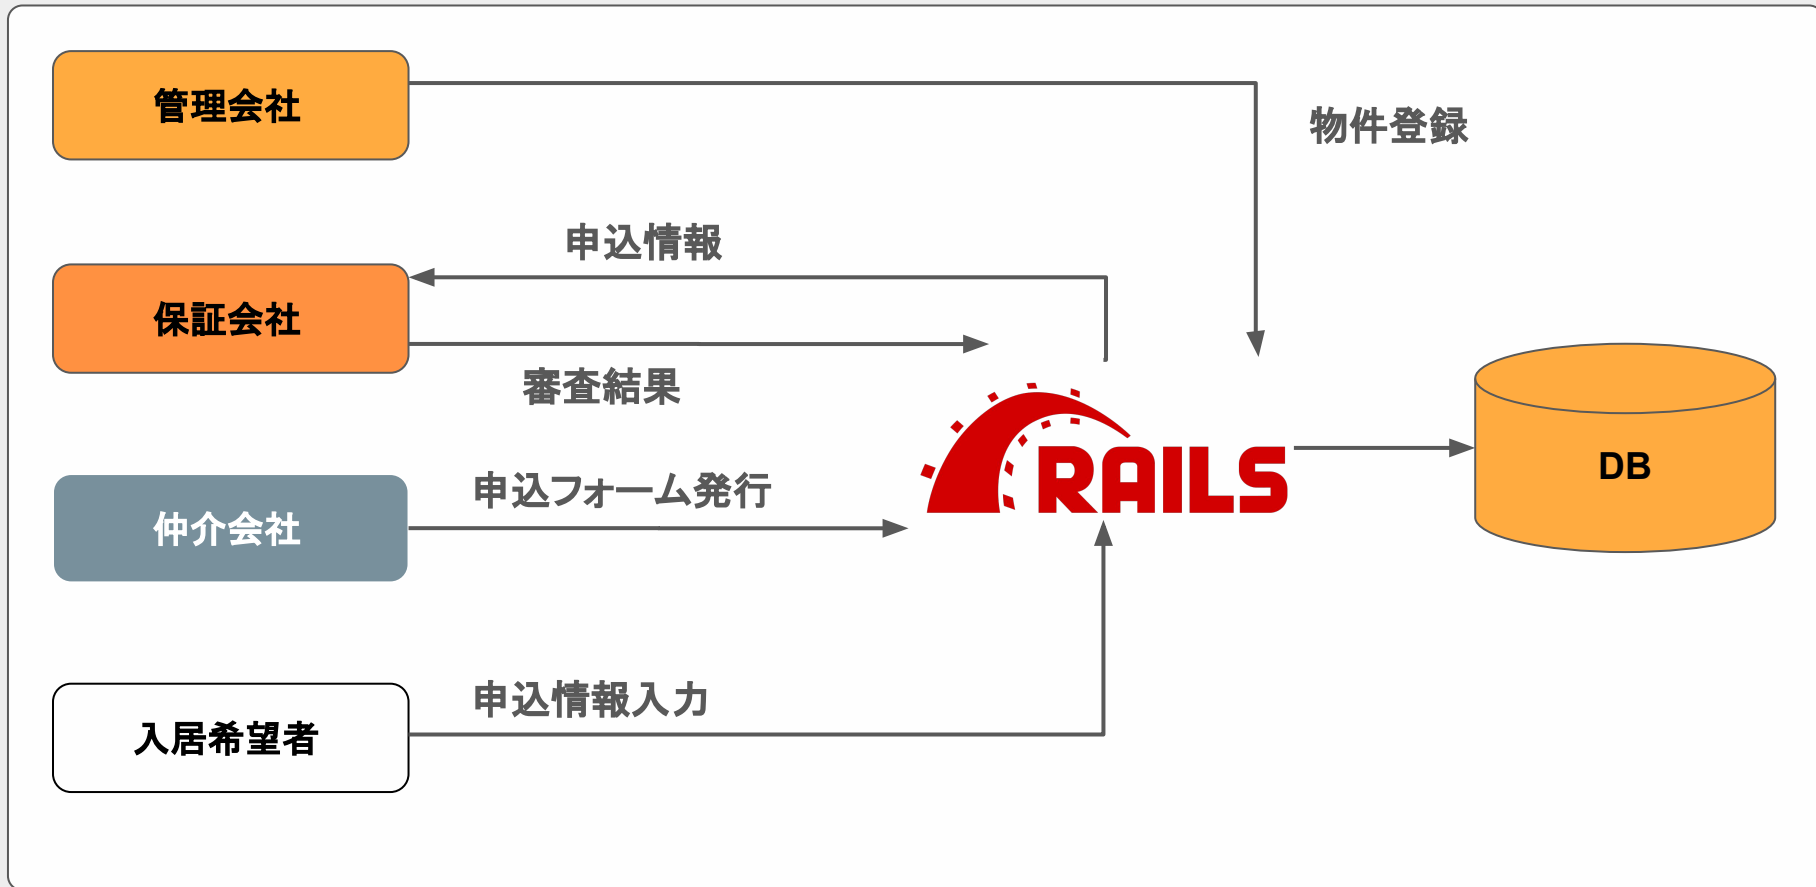 管理会社
物件登録
申込情報
保証会社
審査結果
申込フォーム発行
仲介会社
RAILS
DB
申込情報入力
入居希望者